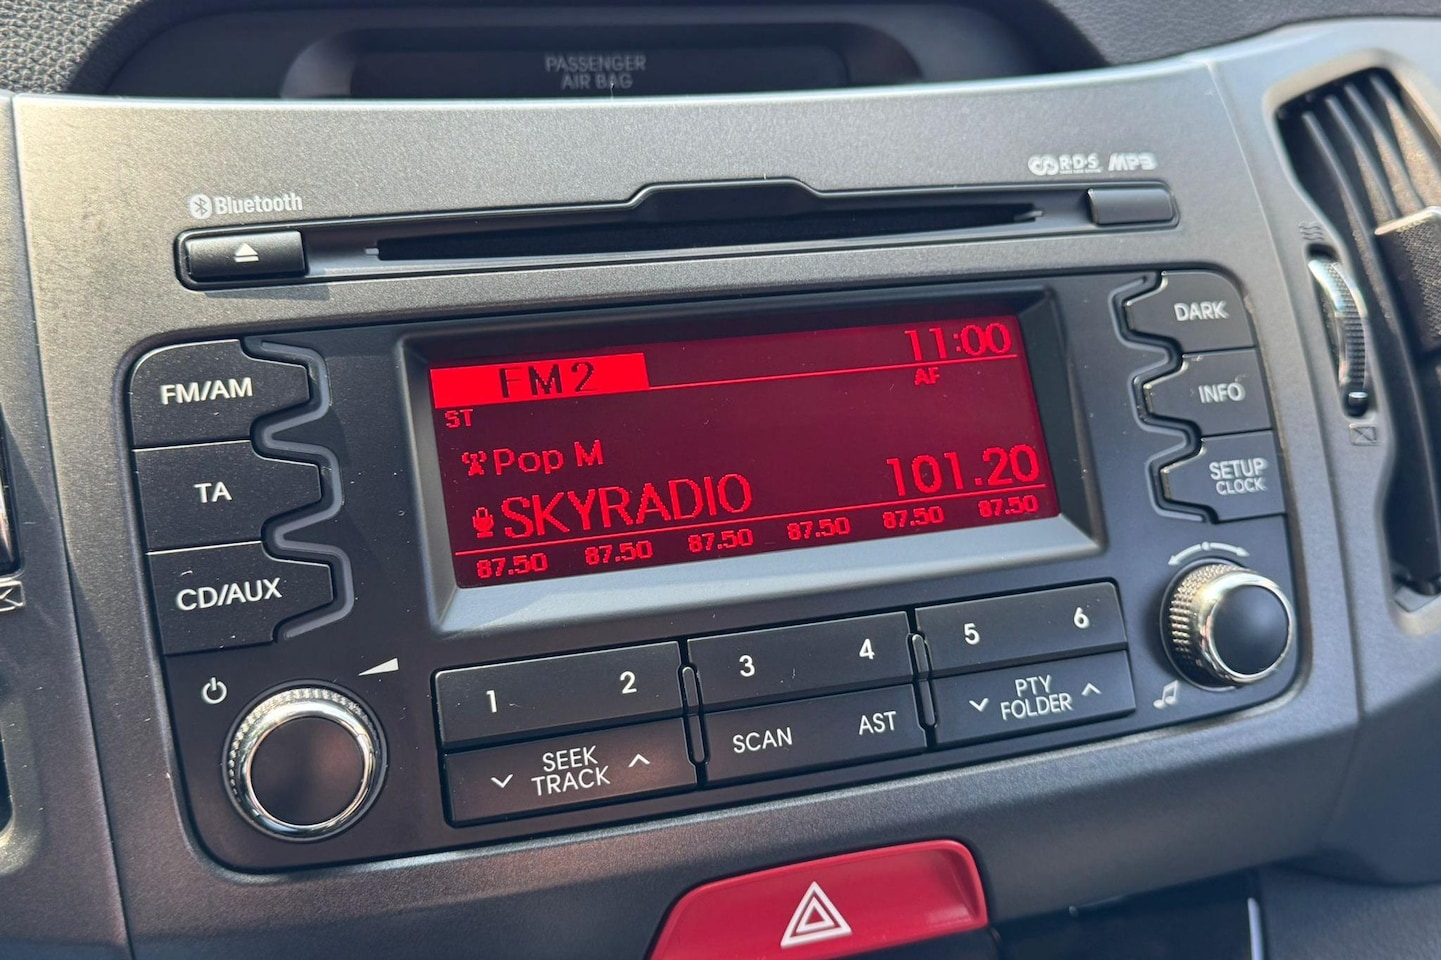 PASSENGER
AIR BAG
Bluetooth
R·D·S MP3
DARK
INFO
SETUP
CLOCK
FM/AM
TA
CD/AUX
FM2
11:00
ST
AF
Pop M
SKYRADIO
101.20
87.50 87.50 87.50 87.50 87.50 87.50
1 2 3 4 5 6
SEEK
TRACK
SCAN
AST
PTY
FOLDER